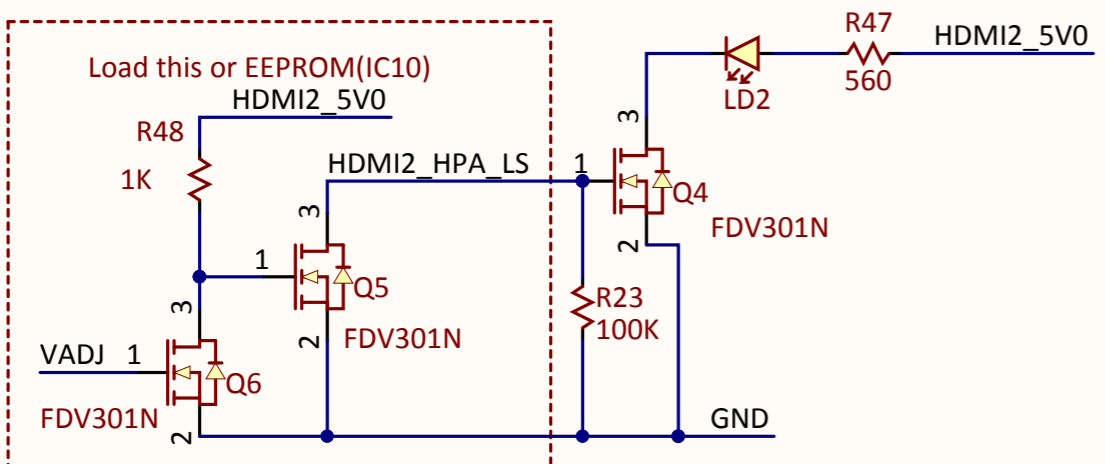 R47
HDMI2_5V0
560
LD2
Load this or EEPROM(IC10)
HDMI2_5V0
R48
1K
HDMI2_HPA_LS
1
3
Q4
FDV301N
2
3
1
Q5
FDV301N
2
R23
100K
3
VADJ
1
Q6
FDV301N
2
GND